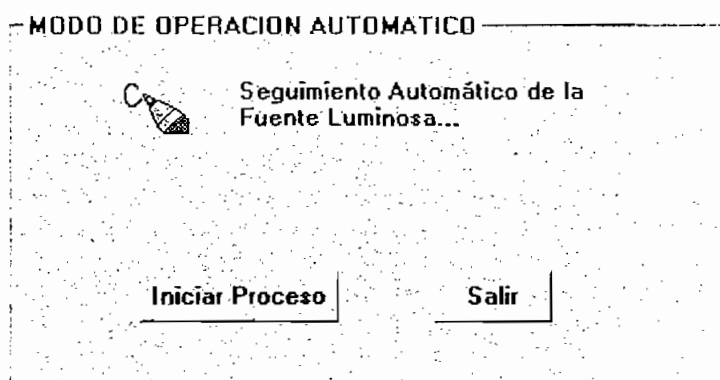 MODO DE OPERACION AUTOMATICO
Seguimiento Automático de la
Fuente Luminosa...
Iniciar Proceso
Salir